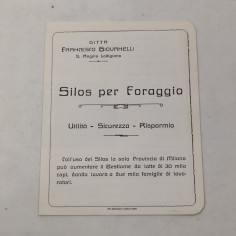 DITTA
FRANCESCO GIOVANELLI
S. Angelo Lodigiano
Silos per Foraggio
Utilità - Sicurezza - Risparmio
Coll'uso del Silos la sola Provincia di Milano
può aumentare il Bestiame da latte di 30 mila
capi, dando lavoro a due mila famiglie di lavo-
ratori.